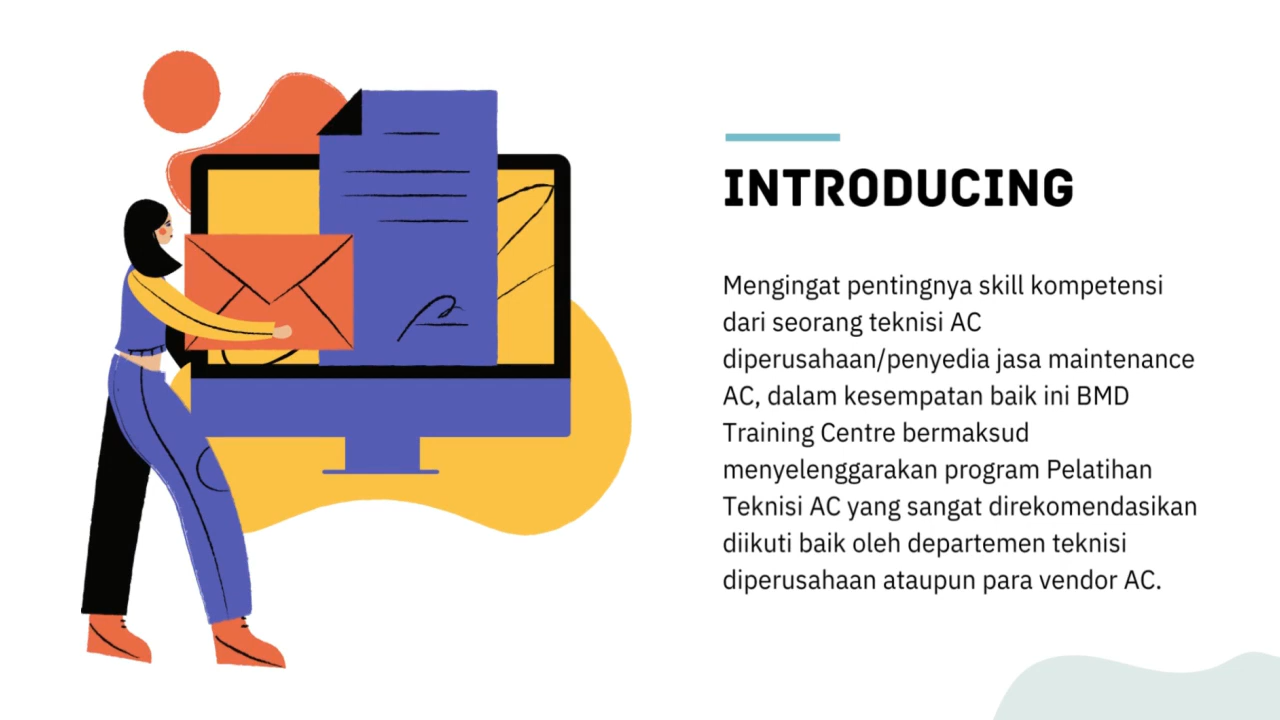 INTRODUCING
Mengingat pentingnya skill kompetensi
dari seorang teknisi AC
diperusahaan/penyedia jasa maintenance
AC, dalam kesempatan baik ini BMD
Training Centre bermaksud
menyelenggarakan program Pelatihan
Teknisi AC yang sangat direkomendasikan
diikuti baik oleh departemen teknisi
diperusahaan ataupun para vendor AC.